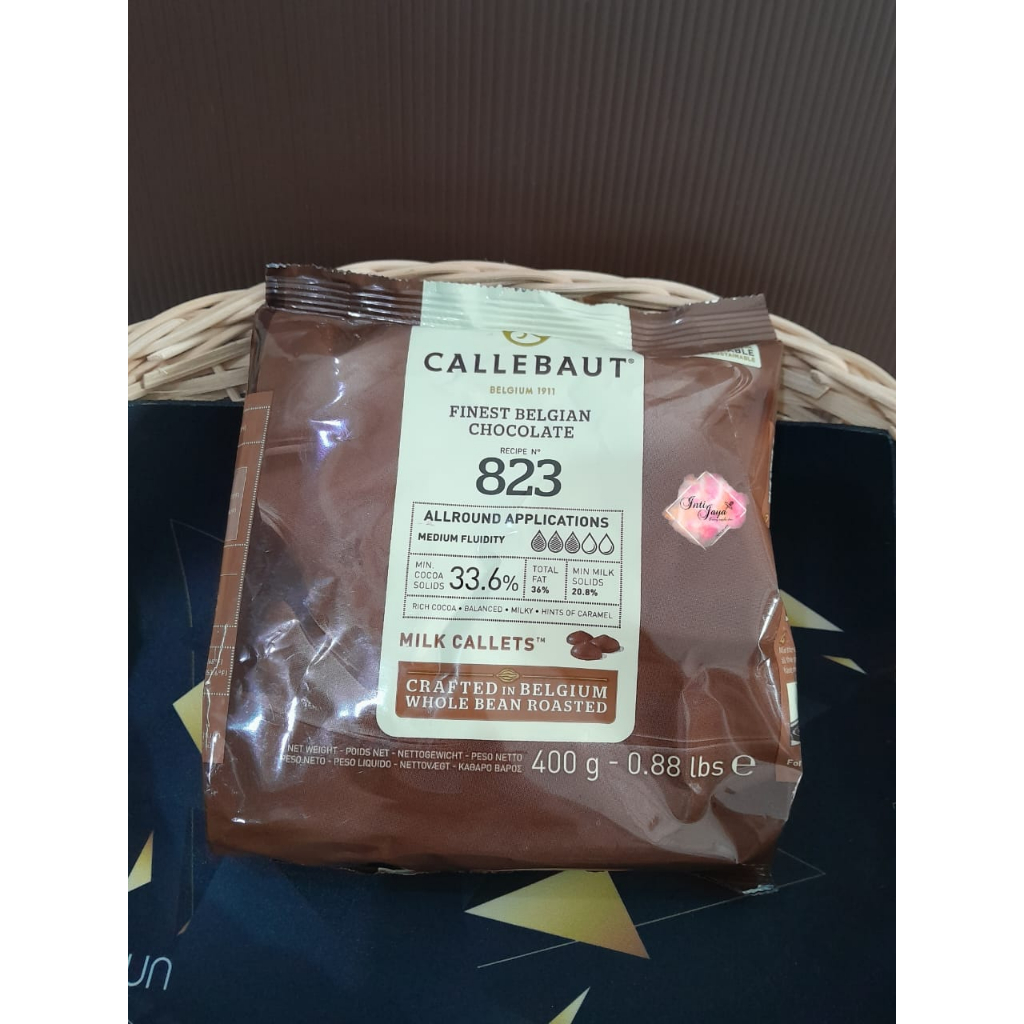 CALLEBAUT®
BELGIUM 1911
FINEST BELGIAN
CHOCOLATE
RECIPE N°
823
ALLROUND APPLICATIONS
MEDIUM FLUIDITY
MIN.
COCOA
SOLIDS 33.6%
TOTAL
FAT
36%
MIN MILK
SOLIDS
20.8%
RICH COCOA • BALANCED • MILKY • HINTS OF CARAMEL
MILK CALLETS™
CRAFTED IN BELGIUM
WHOLE BEAN ROASTED
NET WEIGHT - POIDS NET - NETTOGEWICHT - PESO NETTO
PESO NETO - PESO LIQUIDO - NETTOVÆGT - ΚΑΘΑΡΟ ΒΑΡΟΣ 400 g - 0.88 lbs ℮
Inti
Jaya